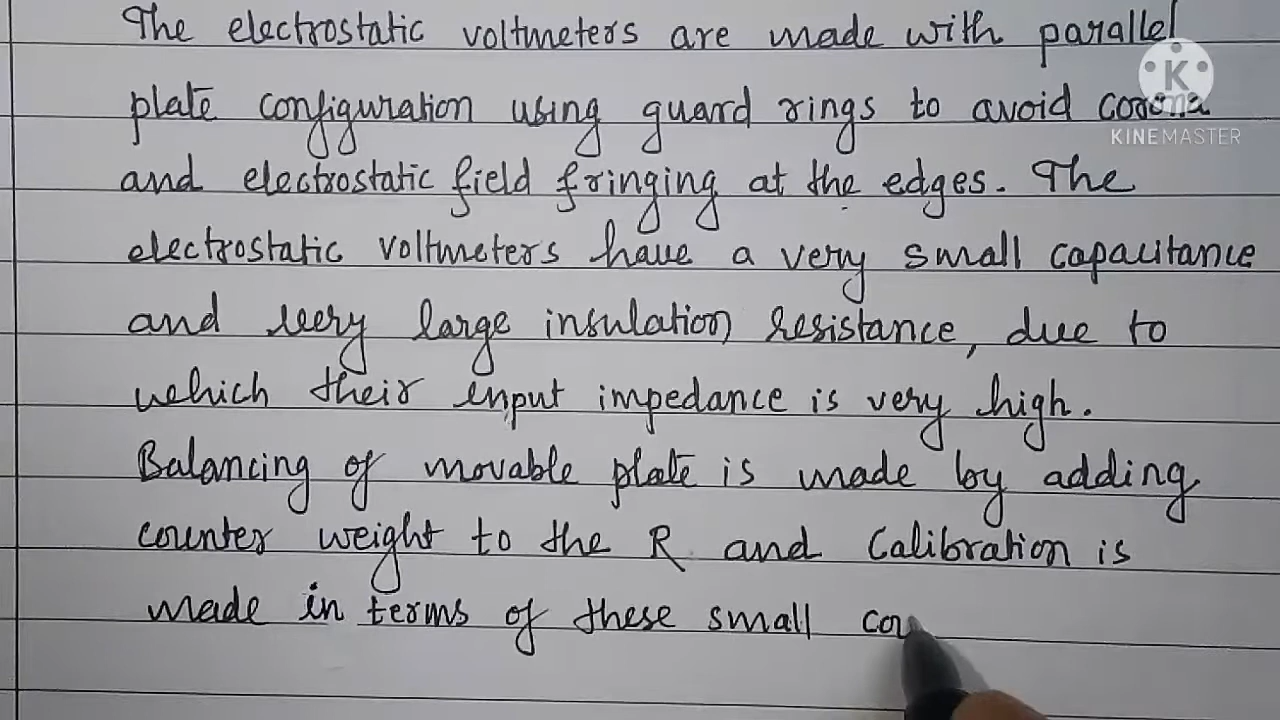 The electrostatic voltmeters are made with parallel
plate configuration using guard rings to avoid corona
and electrostatic field fringing at the edges. The
electrostatic voltmeters have a very small capacitance
and very large insulation resistance, due to
which their input impedance is very high.
Balancing of movable plate is made by adding
counter weight to the R and Calibration is
made in terms of these small cou
K
KINEMASTER